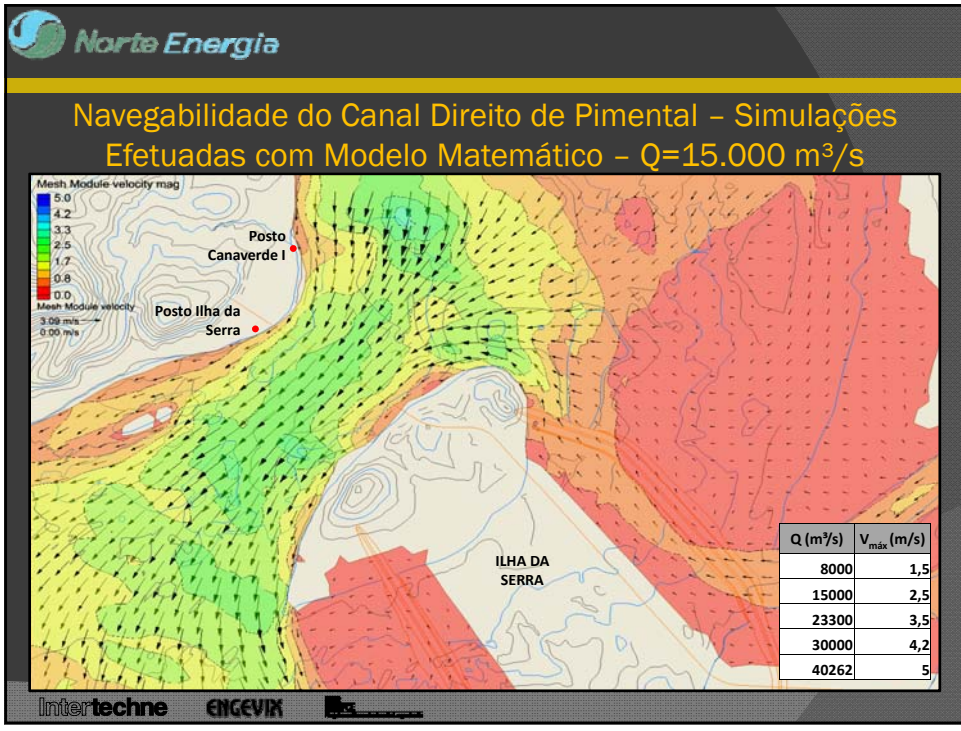 Norte Energia
Navegabilidade do Canal Direito de Pimental – Simulações
Efetuadas com Modelo Matemático – Q=15.000 m³/s
Mesh Module velocity mag
5.0
4.2
3.3
2.5
1.7
0.8
0.0
Mesh Module velocity
3.09 m/s
0.00 m/s
Posto
Canaverde I
Posto Ilha da
Serra
ILHA DA
SERRA
Q (m³/s) Vmáx (m/s)
8000 1,5
15000 2,5
23300 3,5
30000 4,2
40262 5
Intertechne ENGEVIX